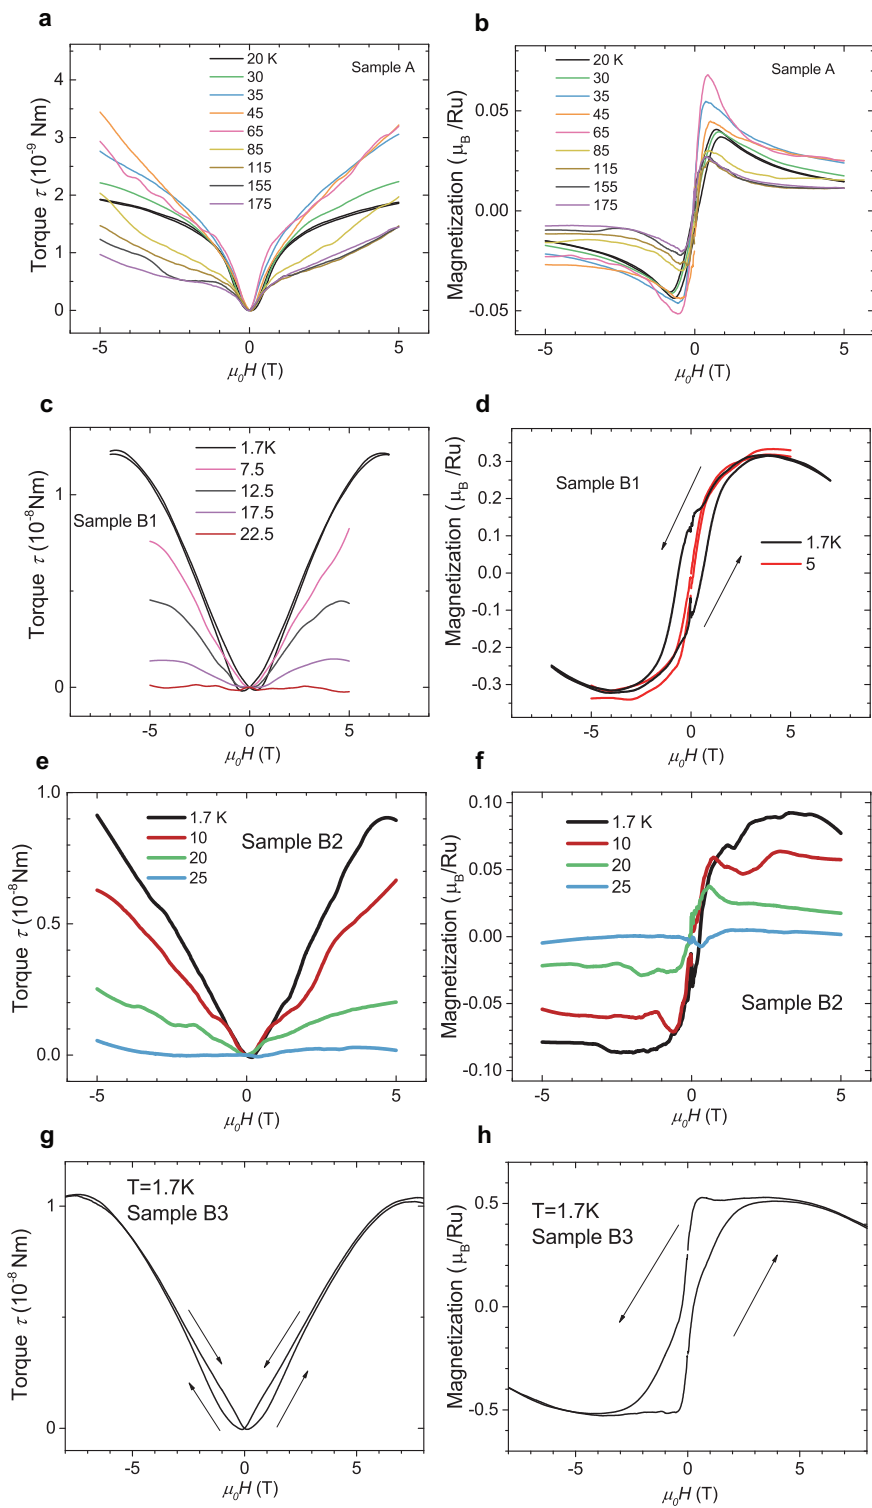 a
Torque τ (10⁻⁹ Nm)
4
3
2
1
0
20 K
30
35
45
65
85
115
155
175
Sample A
-5
0
5
μ₀H (T)
b
Magnetization (μB /Ru)
0.05
0.00
-0.05
20 K
30
35
45
65
85
115
155
175
Sample A
-5
0
5
μ₀H (T)
c
Torque τ (10⁻⁸Nm)
1
0
1.7K
7.5
12.5
17.5
22.5
Sample B1
-5
0
5
μ₀H (T)
d
Magnetization (μB/Ru)
0.3
0.2
0.1
0.0
-0.1
-0.2
-0.3
Sample B1
1.7K
5
-5
0
5
μ₀H (T)
e
Torque τ (10⁻⁸Nm)
1.0
0.5
0.0
1.7 K
10
20
25
Sample B2
-5
0
5
μ₀H (T)
f
Magnetization (μB/Ru)
0.10
0.05
0.00
-0.05
-0.10
1.7 K
10
20
25
Sample B2
-5
0
5
μ₀H (T)
g
Torque τ (10⁻⁸ Nm)
1
0
T=1.7K
Sample B3
-5
0
5
μ₀H (T)
h
Magnetization (μB/Ru)
0.5
0.0
-0.5
T=1.7K
Sample B3
-5
0
5
μ₀H (T)